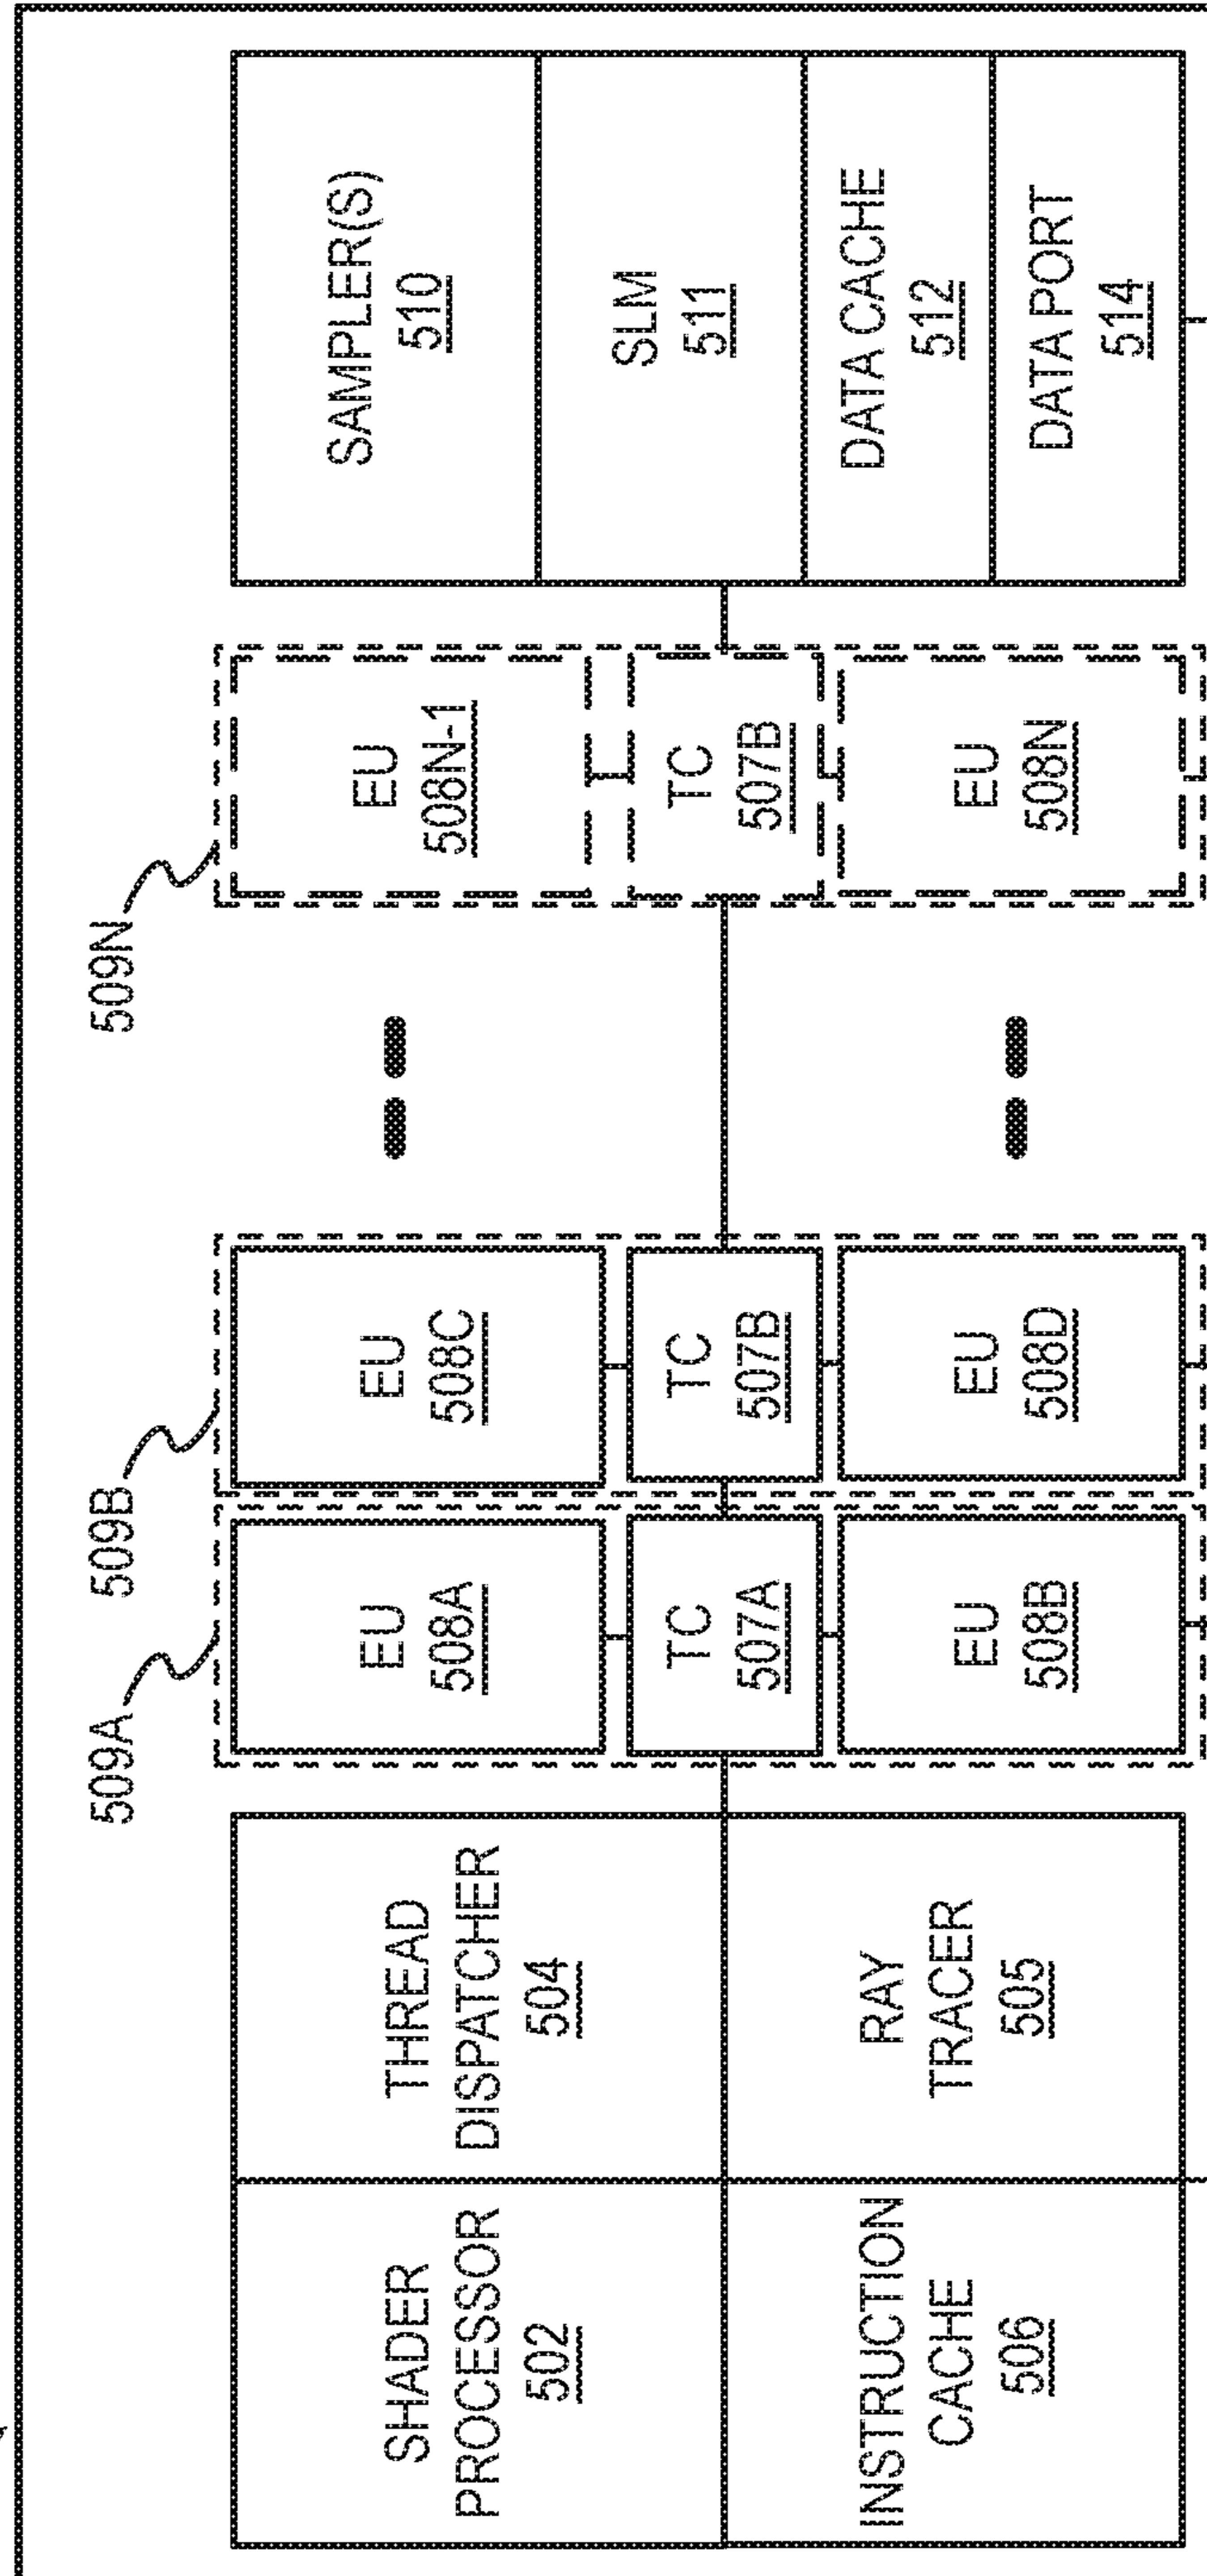 509A
509B
509N
SHADER
PROCESSOR
502
THREAD
DISPATCHER
504
INSTRUCTION
CACHE
506
RAY
TRACER
505
EU
508A
TC
507A
EU
508B
EU
508C
TC
507B
EU
508D
EU
508N-1
TC
507B
EU
508N
SAMPLER(S)
510
SLM
511
DATA CACHE
512
DATA PORT
514